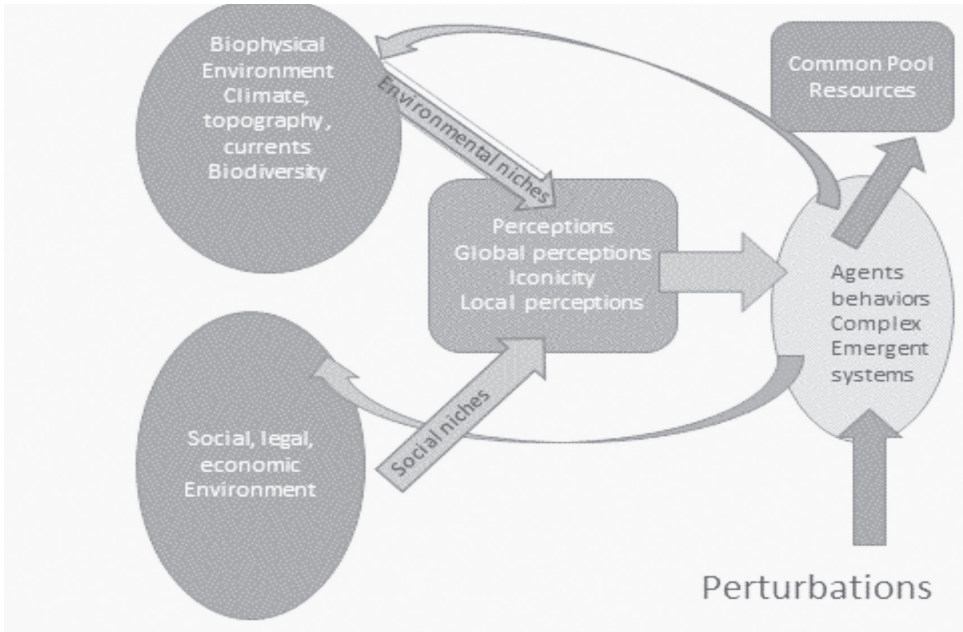 Biophysical
Environment
Climate,
topography,
currents
Biodiversity
Environmental niches
Common Pool
Resources
Perceptions
Global perceptions
Iconicity
Local perceptions
Agents
behaviors
Complex
Emergent
systems
Social, legal,
economic
Environment
Social niches
Perturbations